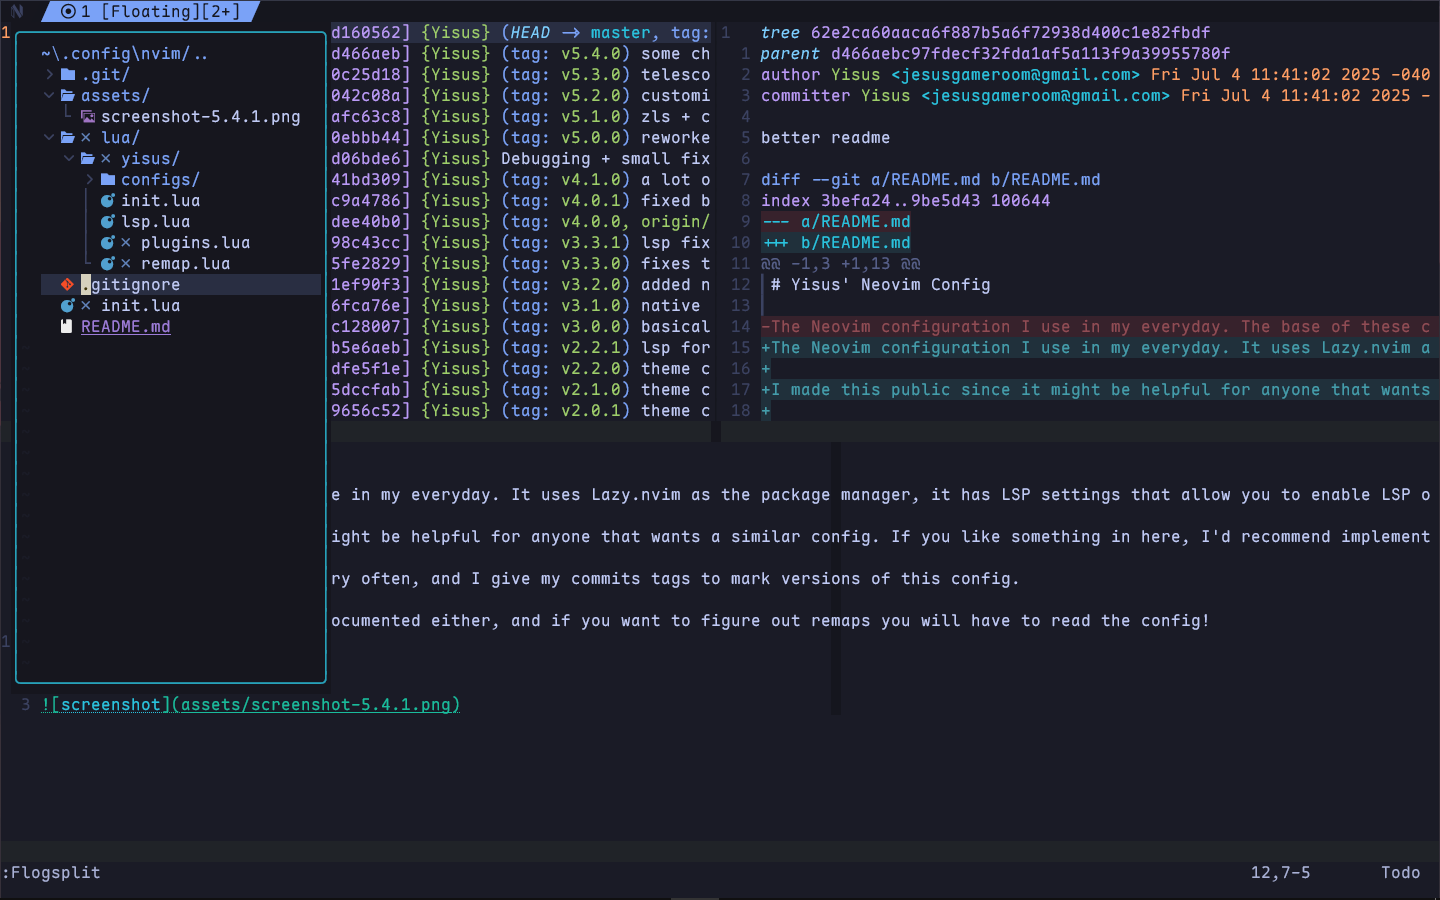 1 [Floating][2+]
1
~\.config\nvim/..
.git/
assets/
screenshot-5.4.1.png
lua/
yisus/
configs/
init.lua
lsp.lua
plugins.lua
remap.lua
.gitignore
init.lua
README.md
d160562] {Yisus} (HEAD -> master, tag:
d466aeb] {Yisus} (tag: v5.4.0) some ch
0c25d18] {Yisus} (tag: v5.3.0) telesco
042c08a] {Yisus} (tag: v5.2.0) customi
afc63c8] {Yisus} (tag: v5.1.0) zls + c
0ebbb44] {Yisus} (tag: v5.0.0) reworke
d06bde6] {Yisus} Debugging + small fix
41bd309] {Yisus} (tag: v4.1.0) a lot o
c9a4786] {Yisus} (tag: v4.0.1) fixed b
dee40b0] {Yisus} (tag: v4.0.0, origin/
98c43cc] {Yisus} (tag: v3.3.1) lsp fix
5fe2829] {Yisus} (tag: v3.3.0) fixes t
1ef90f3] {Yisus} (tag: v3.2.0) added n
6fca76e] {Yisus} (tag: v3.1.0) native
c128007] {Yisus} (tag: v3.0.0) basical
b5e6aeb] {Yisus} (tag: v2.2.1) lsp for
dfe5f1e] {Yisus} (tag: v2.2.0) theme c
5dccfab] {Yisus} (tag: v2.1.0) theme c
9656c52] {Yisus} (tag: v2.0.1) theme c
1 tree 62e2ca60aaca6f887b5a6f72938d400c1e82fbdf
1 parent d466aebc97fdecf32fda1af5a113f9a39955780f
2 author Yisus <jesusgameroom@gmail.com> Fri Jul 4 11:41:02 2025 -040
3 committer Yisus <jesusgameroom@gmail.com> Fri Jul 4 11:41:02 2025 -
4
5 better readme
6
7 diff --git a/README.md b/README.md
8 index 3befa24..9be5d43 100644
9 --- a/README.md
10 +++ b/README.md
11 @@ -1,3 +1,13 @@
12 # Yisus' Neovim Config
13
14 -The Neovim configuration I use in my everyday. The base of these c
15 +The Neovim configuration I use in my everyday. It uses Lazy.nvim a
16 +
17 +I made this public since it might be helpful for anyone that wants
18 +
e in my everyday. It uses Lazy.nvim as the package manager, it has LSP settings that allow you to enable LSP o
ight be helpful for anyone that wants a similar config. If you like something in here, I'd recommend implement
ry often, and I give my commits tags to mark versions of this config.
ocumented either, and if you want to figure out remaps you will have to read the config!
1
3 ![screenshot](assets/screenshot-5.4.1.png)
:Flogsplit 12,7-5 Todo